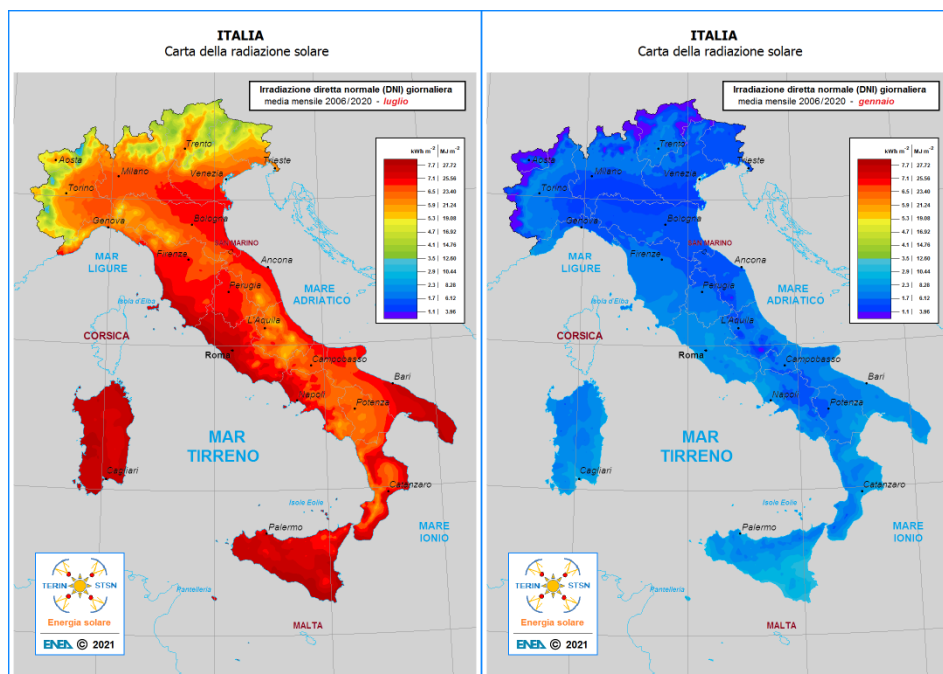 ITALIA
Carta della radiazione solare
Irradiazione diretta normale (DNI) giornaliera
media mensile 2006/2020 - luglio
kWh m-2 MJ m-2
7.7 27.72
7.1 25.56
6.5 23.40
5.9 21.24
5.3 19.08
4.7 16.92
4.1 14.76
3.5 12.60
2.9 10.44
2.3 8.28
1.7 6.12
1.1 3.96
Aosta
Trento
Milano
Trieste
Venezia
Torino
Genova
Bologna
SAN MARINO
MAR
LIGURE
Firenze
Ancona
Perugia
MARE
ADRIATICO
Isola d'Elba
L'Aquila
CORSICA
Roma
Campobasso
Bari
Napoli
Potenza
MAR
TIRRENO
Cagliari
Catanzaro
Isole Eolie
Palermo
MARE
IONIO
TERIN STSN
Energia solare
ENEA © 2021
Pantelleria
MALTA
ITALIA
Carta della radiazione solare
Irradiazione diretta normale (DNI) giornaliera
media mensile 2006/2020 - gennaio
kWh m-2 MJ m-2
7.7 27.72
7.1 25.56
6.5 23.40
5.9 21.24
5.3 19.08
4.7 16.92
4.1 14.76
3.5 12.60
2.9 10.44
2.3 8.28
1.7 6.12
1.1 3.96
Aosta
Trento
Milano
Trieste
Venezia
Torino
Genova
Bologna
SAN MARINO
MAR
LIGURE
Firenze
Ancona
Perugia
MARE
ADRIATICO
Isola d'Elba
L'Aquila
CORSICA
Roma
Campobasso
Bari
Napoli
Potenza
MAR
TIRRENO
Cagliari
Catanzaro
Isole Eolie
Palermo
MARE
IONIO
TERIN STSN
Energia solare
ENEA © 2021
Pantelleria
MALTA